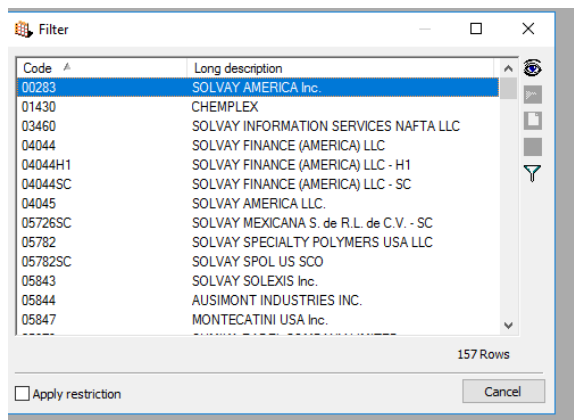 Filter
Code Long description
00283 SOLVAY AMERICA Inc.
01430 CHEMPLEX
03460 SOLVAY INFORMATION SERVICES NAFTA LLC
04044 SOLVAY FINANCE (AMERICA) LLC
04044H1 SOLVAY FINANCE (AMERICA) LLC - H1
04044SC SOLVAY FINANCE (AMERICA) LLC - SC
04045 SOLVAY AMERICA LLC.
05726SC SOLVAY MEXICANA S. de R.L. de C.V. - SC
05782 SOLVAY SPECIALTY POLYMERS USA LLC
05782SC SOLVAY SPOL US SCO
05843 SOLVAY SOLEXIS Inc.
05844 AUSIMONT INDUSTRIES INC.
05847 MONTECATINI USA Inc.
157 Rows
Apply restriction
Cancel